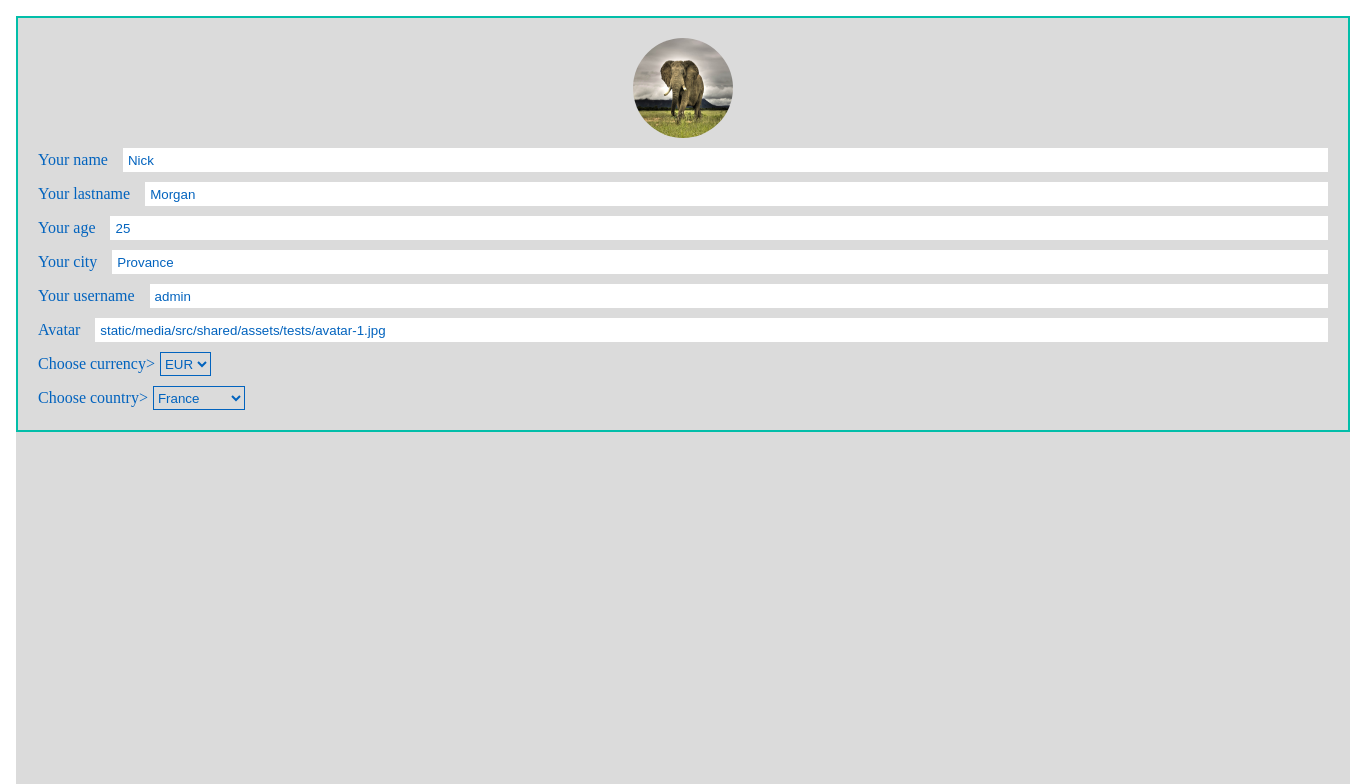 Your name Nick
Your lastname Morgan
Your age 25
Your city Provance
Your username admin
Avatar static/media/src/shared/assets/tests/avatar-1.jpg
Choose currency> EUR
Choose country> France